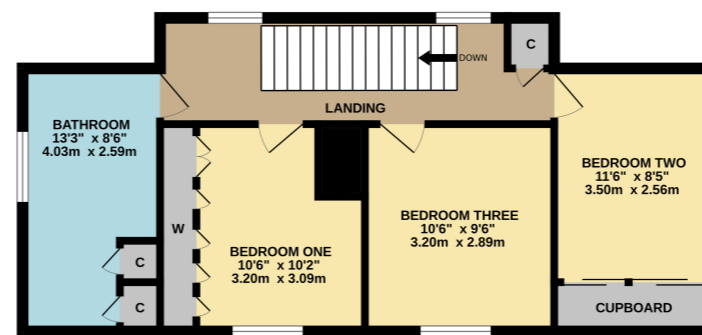 C
DOWN
LANDING
BATHROOM
13'3" x 8'6"
4.03m x 2.59m
BEDROOM TWO
11'6" x 8'5"
3.50m x 2.56m
BEDROOM THREE
10'6" x 9'6"
3.20m x 2.89m
W
BEDROOM ONE
10'6" x 10'2"
3.20m x 3.09m
C
C
CUPBOARD